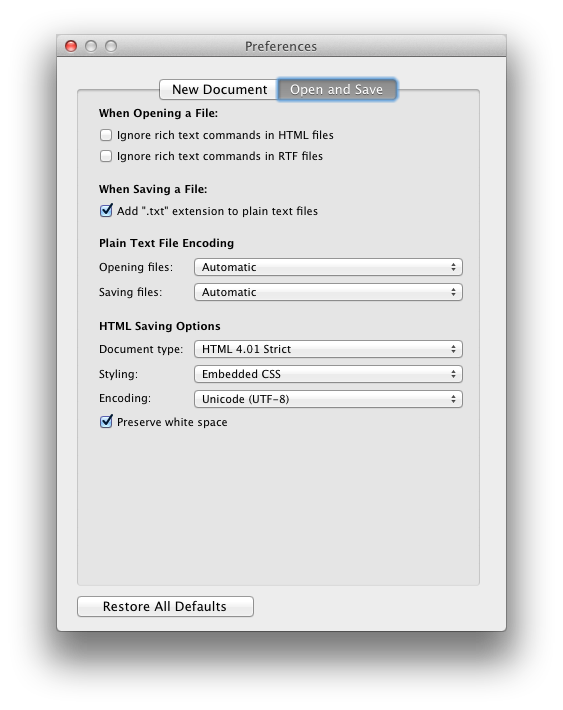 Preferences
New Document Open and Save
When Opening a File:
Ignore rich text commands in HTML files
Ignore rich text commands in RTF files
When Saving a File:
Add ".txt" extension to plain text files
Plain Text File Encoding
Opening files: Automatic
Saving files: Automatic
HTML Saving Options
Document type: HTML 4.01 Strict
Styling: Embedded CSS
Encoding: Unicode (UTF-8)
Preserve white space
Restore All Defaults